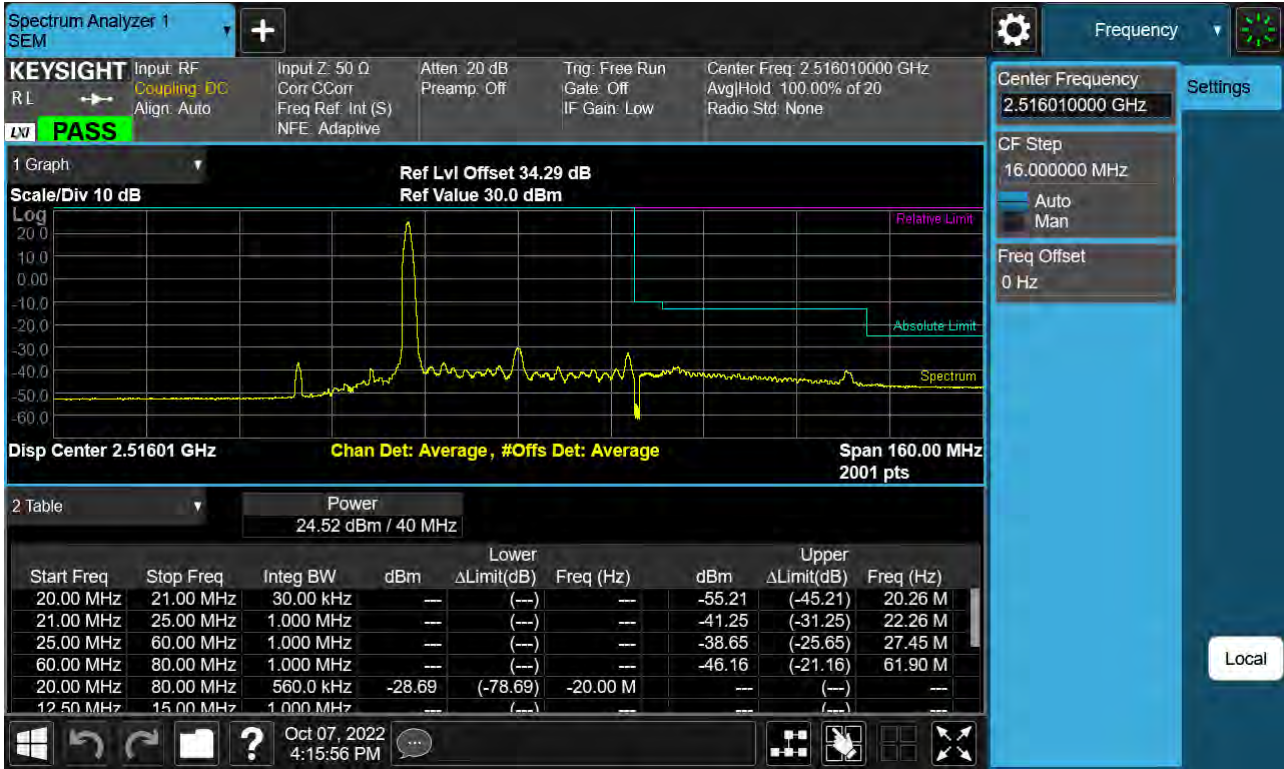 Spectrum Analyzer 1
SEM
Frequency
KEYSIGHT
R L
LXI
PASS
Input: RF
Coupling: DC
Align: Auto
Input Z: 50 Ω
Corr CCorr
Freq Ref: Int (S)
NFE: Adaptive
Atten: 20 dB
Preamp: Off
Trig: Free Run
Gate: Off
IF Gain: Low
Center Freq: 2.516010000 GHz
Avg|Hold: 100.00% of 20
Radio Std: None
Center Frequency
2.516010000 GHz
Settings
CF Step
16.000000 MHz
Auto
Man
Freq Offset
0 Hz
Local
1 Graph
Scale/Div 10 dB
Ref Lvl Offset 34.29 dB
Ref Value 30.0 dBm
Log
20.0
10.0
0.00
-10.0
-20.0
-30.0
-40.0
-50.0
-60.0
Relative Limit
Absolute Limit
Spectrum
Disp Center 2.51601 GHz
Chan Det: Average, #Offs Det: Average
Span 160.00 MHz
2001 pts
2 Table
Power
24.52 dBm / 40 MHz
Lower Upper
Start Freq Stop Freq Integ BW dBm ΔLimit(dB) Freq (Hz) dBm ΔLimit(dB) Freq (Hz)
20.00 MHz 21.00 MHz 30.00 kHz --- (---) --- -55.21 (-45.21) 20.26 M
21.00 MHz 25.00 MHz 1.000 MHz --- (---) --- -41.25 (-31.25) 22.26 M
25.00 MHz 60.00 MHz 1.000 MHz --- (---) --- -38.65 (-25.65) 27.45 M
60.00 MHz 80.00 MHz 1.000 MHz --- (---) --- -46.16 (-21.16) 61.90 M
20.00 MHz 80.00 MHz 560.0 kHz -28.69 (-78.69) -20.00 M --- (---) ---
12.50 MHz 15.00 MHz 1.000 MHz --- (---) --- --- (---) ---
Oct 07, 2022
4:15:56 PM